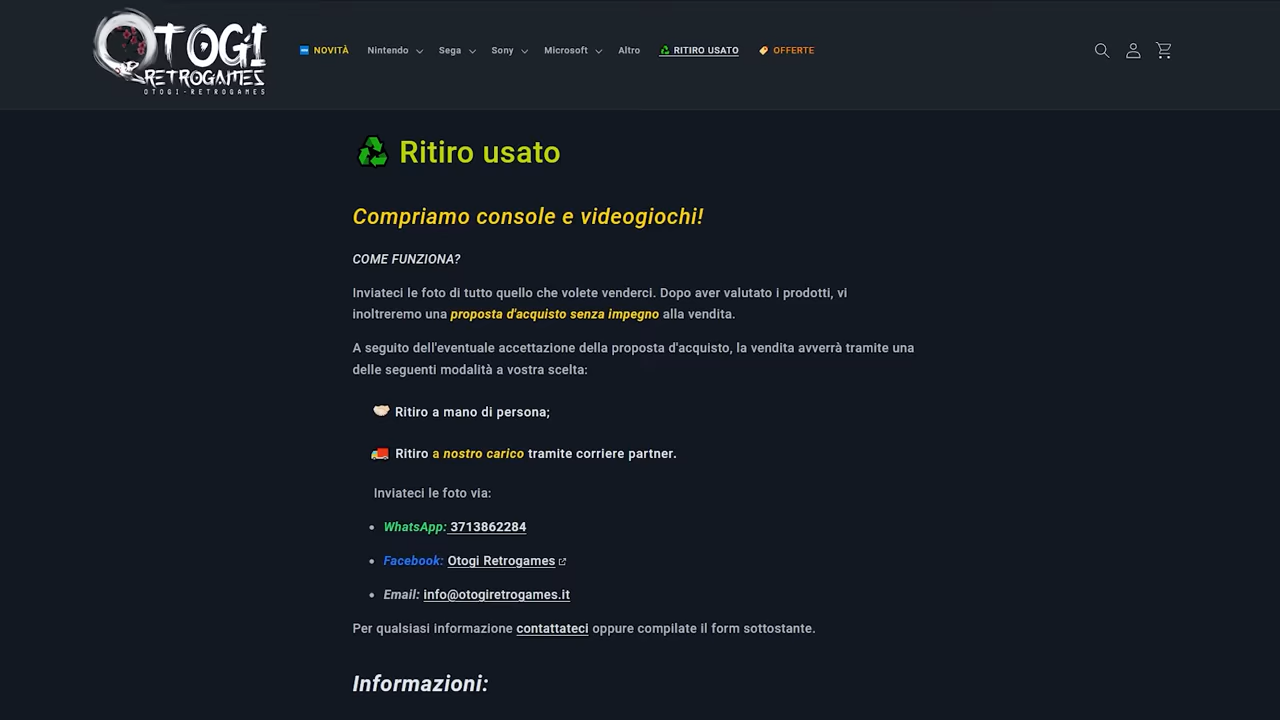 OTOGI
RETROGAMES
OTOGI-RETROGAMES
NOVITÀ
Nintendo
Sega
Sony
Microsoft
Altro
RITIRO USATO
OFFERTE
Ritiro usato
Compriamo console e videogiochi!
COME FUNZIONA?
Inviateci le foto di tutto quello che volete venderci. Dopo aver valutato i prodotti, vi
inoltreremo una proposta d'acquisto senza impegno alla vendita.
A seguito dell'eventuale accettazione della proposta d'acquisto, la vendita avverrà tramite una
delle seguenti modalità a vostra scelta:
Ritiro a mano di persona;
Ritiro a nostro carico tramite corriere partner.
Inviateci le foto via:
• WhatsApp: 3713862284
• Facebook: Otogi Retrogames
• Email: info@otogiretrogames.it
Per qualsiasi informazione contattateci oppure compilate il form sottostante.
Informazioni: